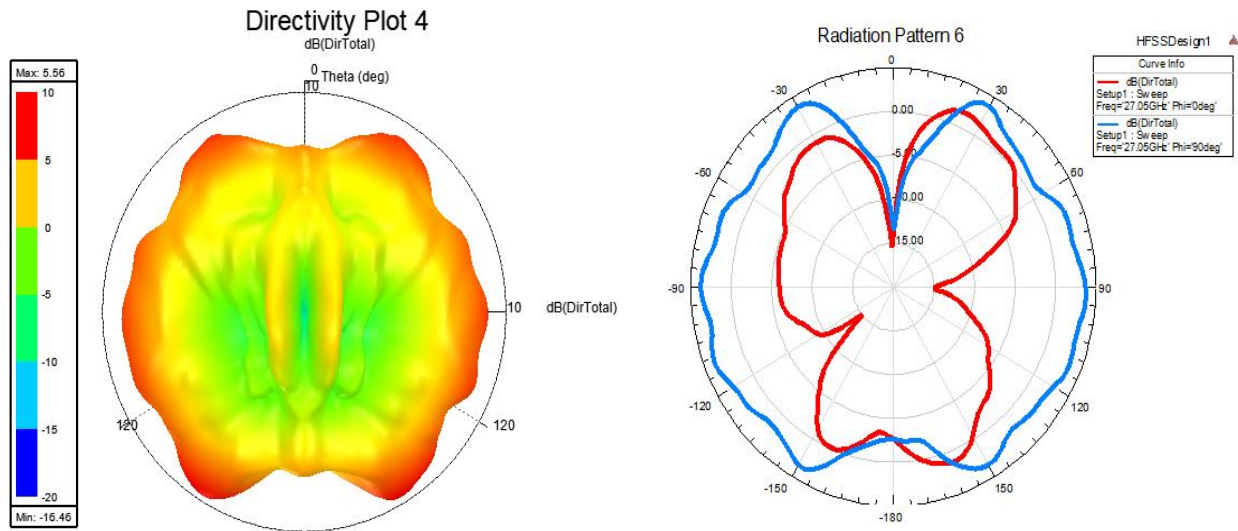 Directivity Plot 4
dB(DirTotal)
Max: 5.56
10
5
0
-5
-10
-15
-20
Min: -16.46
0
10
Theta (deg)
10
dB(DirTotal)
120
120
Radiation Pattern 6
HFSSDesign1
Curve Info
dB(DirTotal)
Setup1 : Sweep
Freq='27.05GHz' Phi='0deg'
dB(DirTotal)
Setup1 : Sweep
Freq='27.05GHz' Phi='90deg'
0
-30
30
0.00
-5.00
-60
60
15.00
-90
90
-120
120
-150
150
-180